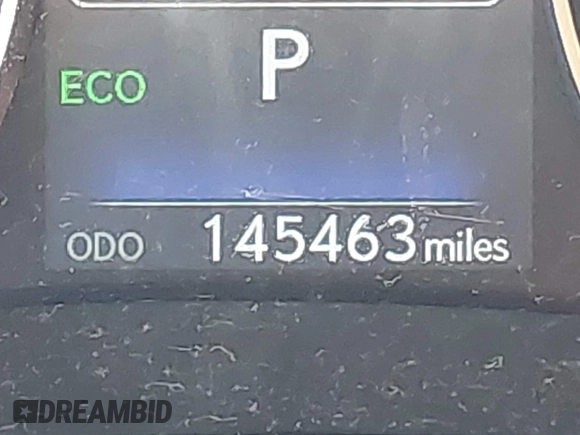 P
ECO
ODO 145463 miles
DREAMBID